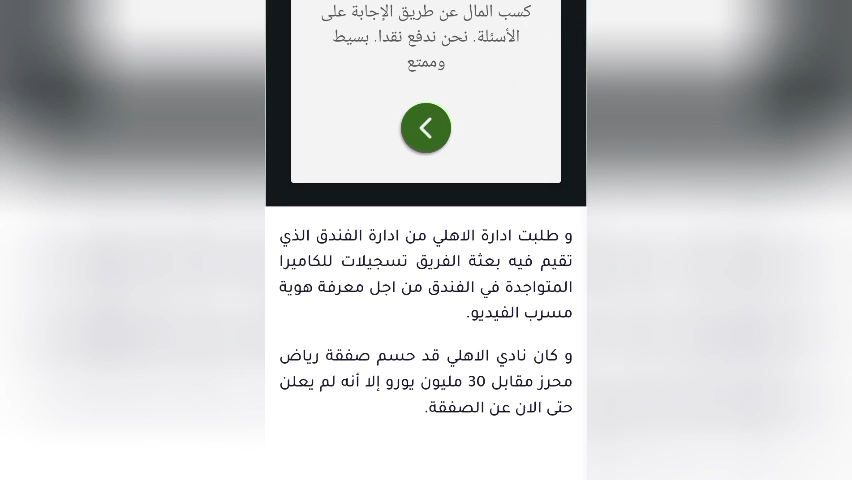 كسب المال عن طريق الإجابة على
الأسئلة. نحن ندفع نقدا. بسيط
وممتع
و طلبت ادارة الاهلي من ادارة الفندق الذي
تقيم فيه بعثة الفريق تسجيلات للكاميرا
المتواجدة في الفندق من اجل معرفة هوية
مسرب الفيديو.
و كان نادي الاهلي قد حسم صفقة رياض
محرز مقابل 30 مليون يورو إلا أنه لم يعلن
حتى الان عن الصفقة.